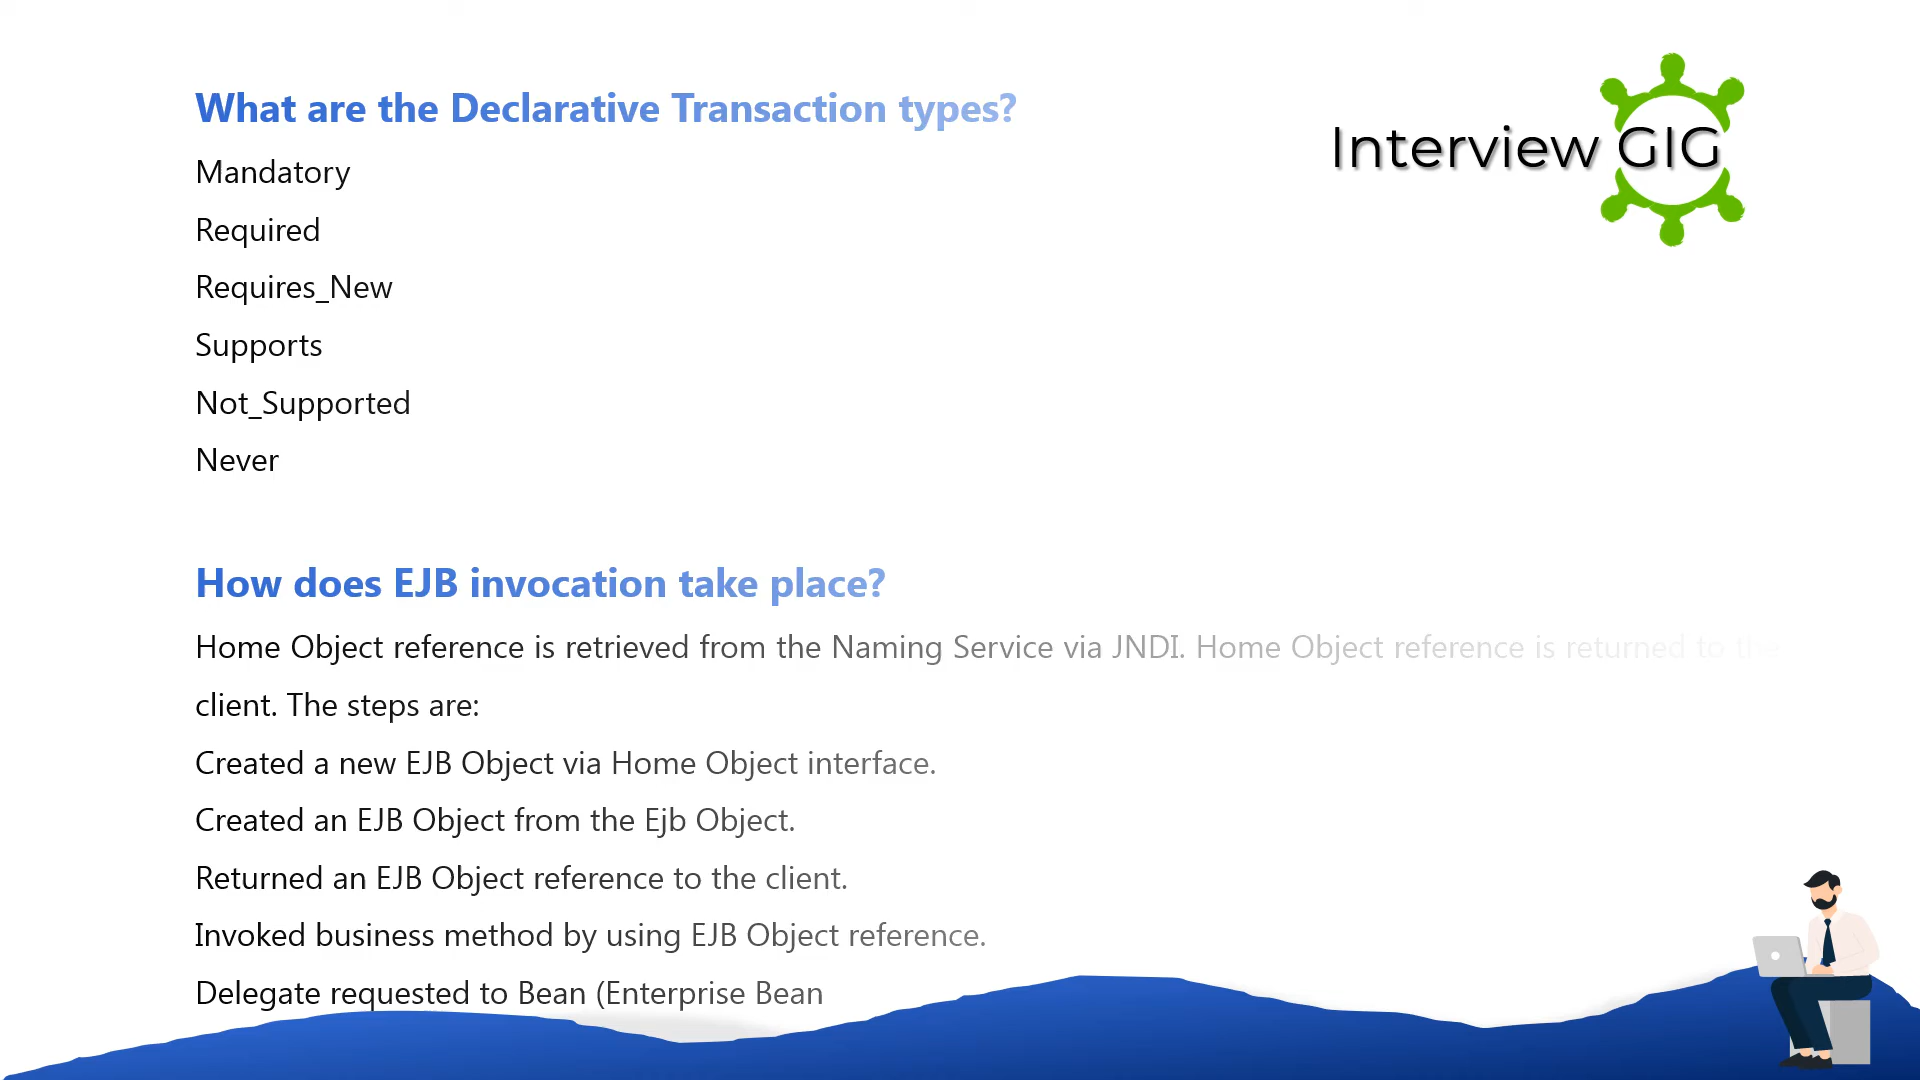 What are the Declarative Transaction types?
Interview GIG
Mandatory
Required
Requires_New
Supports
Not_Supported
Never
How does EJB invocation take place?
Home Object reference is retrieved from the Naming Service via JNDI. Home Object reference is returned to the
client. The steps are:
Created a new EJB Object via Home Object interface.
Created an EJB Object from the Ejb Object.
Returned an EJB Object reference to the client.
Invoked business method by using EJB Object reference.
Delegate requested to Bean (Enterprise Bean